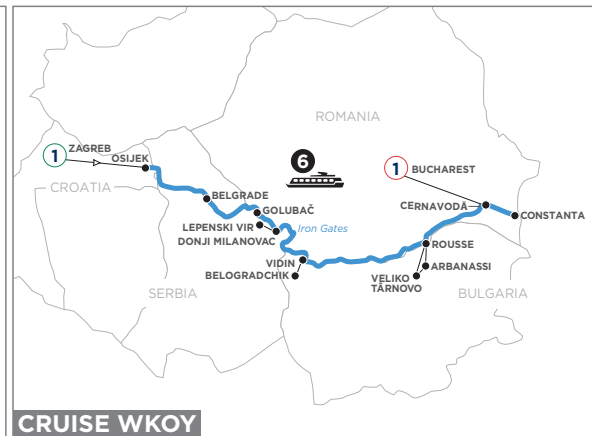 ROMANIA
1
ZAGREB
OSIJEK
6
1
BUCHAREST
CROATIA
BELGRADE
CERNAVODĂ
GOLUBAČ
CONSTANTA
LEPENSKI VIR
Iron Gates
DONJI MILANOVAC
ROUSSE
VIDIN
ARBANASSI
BELOGRADCHIK
VELIKO
TĂRNOVO
SERBIA
BULGARIA
CRUISE WKOY